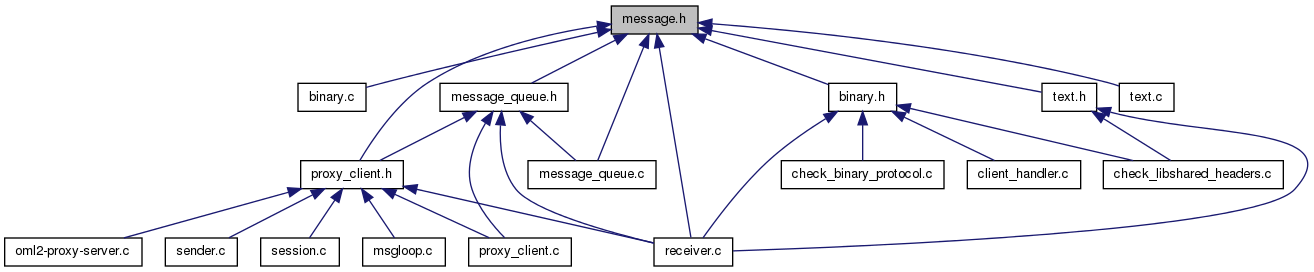 message.h
binary.c
message_queue.h
binary.h
text.h
text.c
proxy_client.h
message_queue.c
check_binary_protocol.c
client_handler.c
check_libshared_headers.c
oml2-proxy-server.c
sender.c
session.c
msgloop.c
proxy_client.c
receiver.c